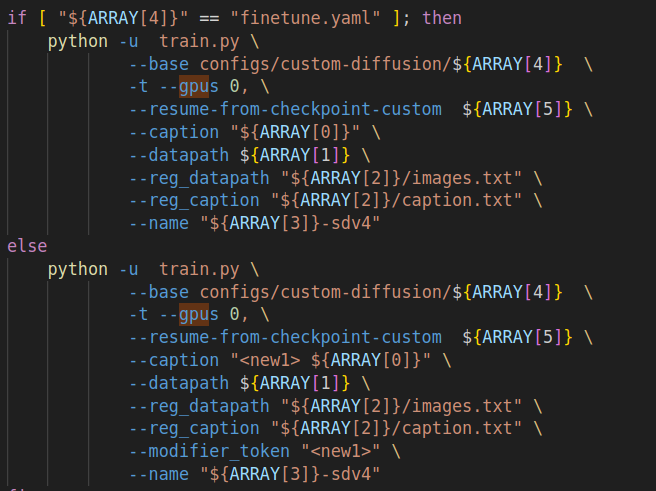 if [ "${ARRAY[4]}" == "finetune.yaml" ]; then
    python -u  train.py \
            --base configs/custom-diffusion/${ARRAY[4]}  \
            -t --gpus 0, \
            --resume-from-checkpoint-custom  ${ARRAY[5]} \
            --caption "${ARRAY[0]}" \
            --datapath ${ARRAY[1]} \
            --reg_datapath "${ARRAY[2]}/images.txt" \
            --reg_caption "${ARRAY[2]}/caption.txt" \
            --name "${ARRAY[3]}-sdv4"
else
    python -u  train.py \
            --base configs/custom-diffusion/${ARRAY[4]}  \
            -t --gpus 0, \
            --resume-from-checkpoint-custom  ${ARRAY[5]} \
            --caption "<new1> ${ARRAY[0]}" \
            --datapath ${ARRAY[1]} \
            --reg_datapath "${ARRAY[2]}/images.txt" \
            --reg_caption "${ARRAY[2]}/caption.txt" \
            --modifier_token "<new1>" \
            --name "${ARRAY[3]}-sdv4"